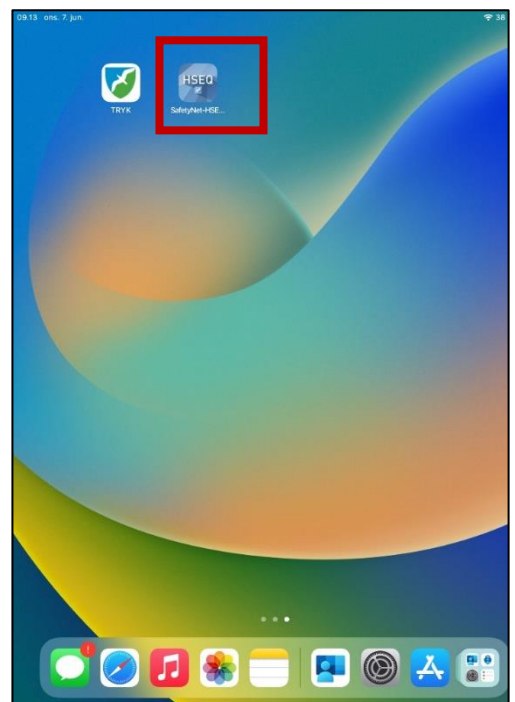 09.13 ons. 7. jun.
38
HSEQ
TRYK
SafetyNet-HSE...
!